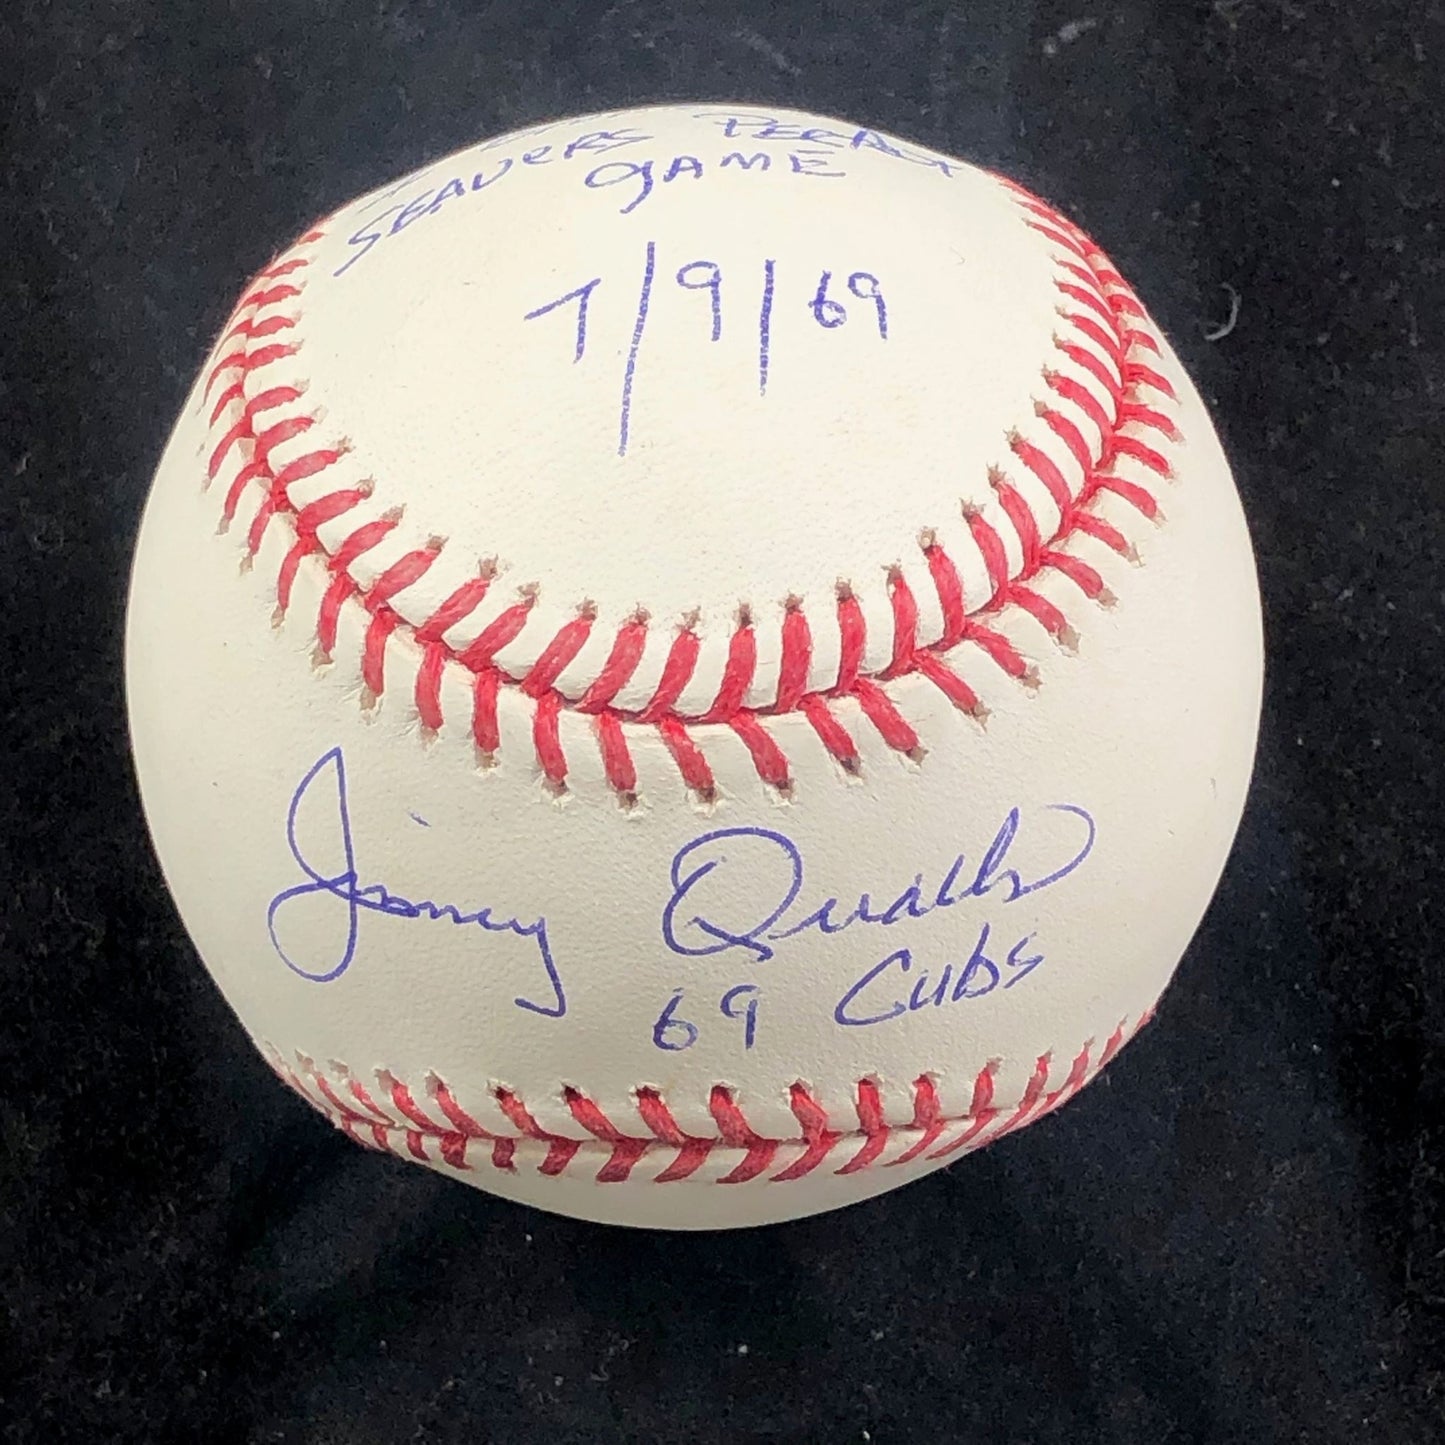 SEAVERS PERFECT
GAME
7/9/69
Jimmy Qualls
69 Cubs